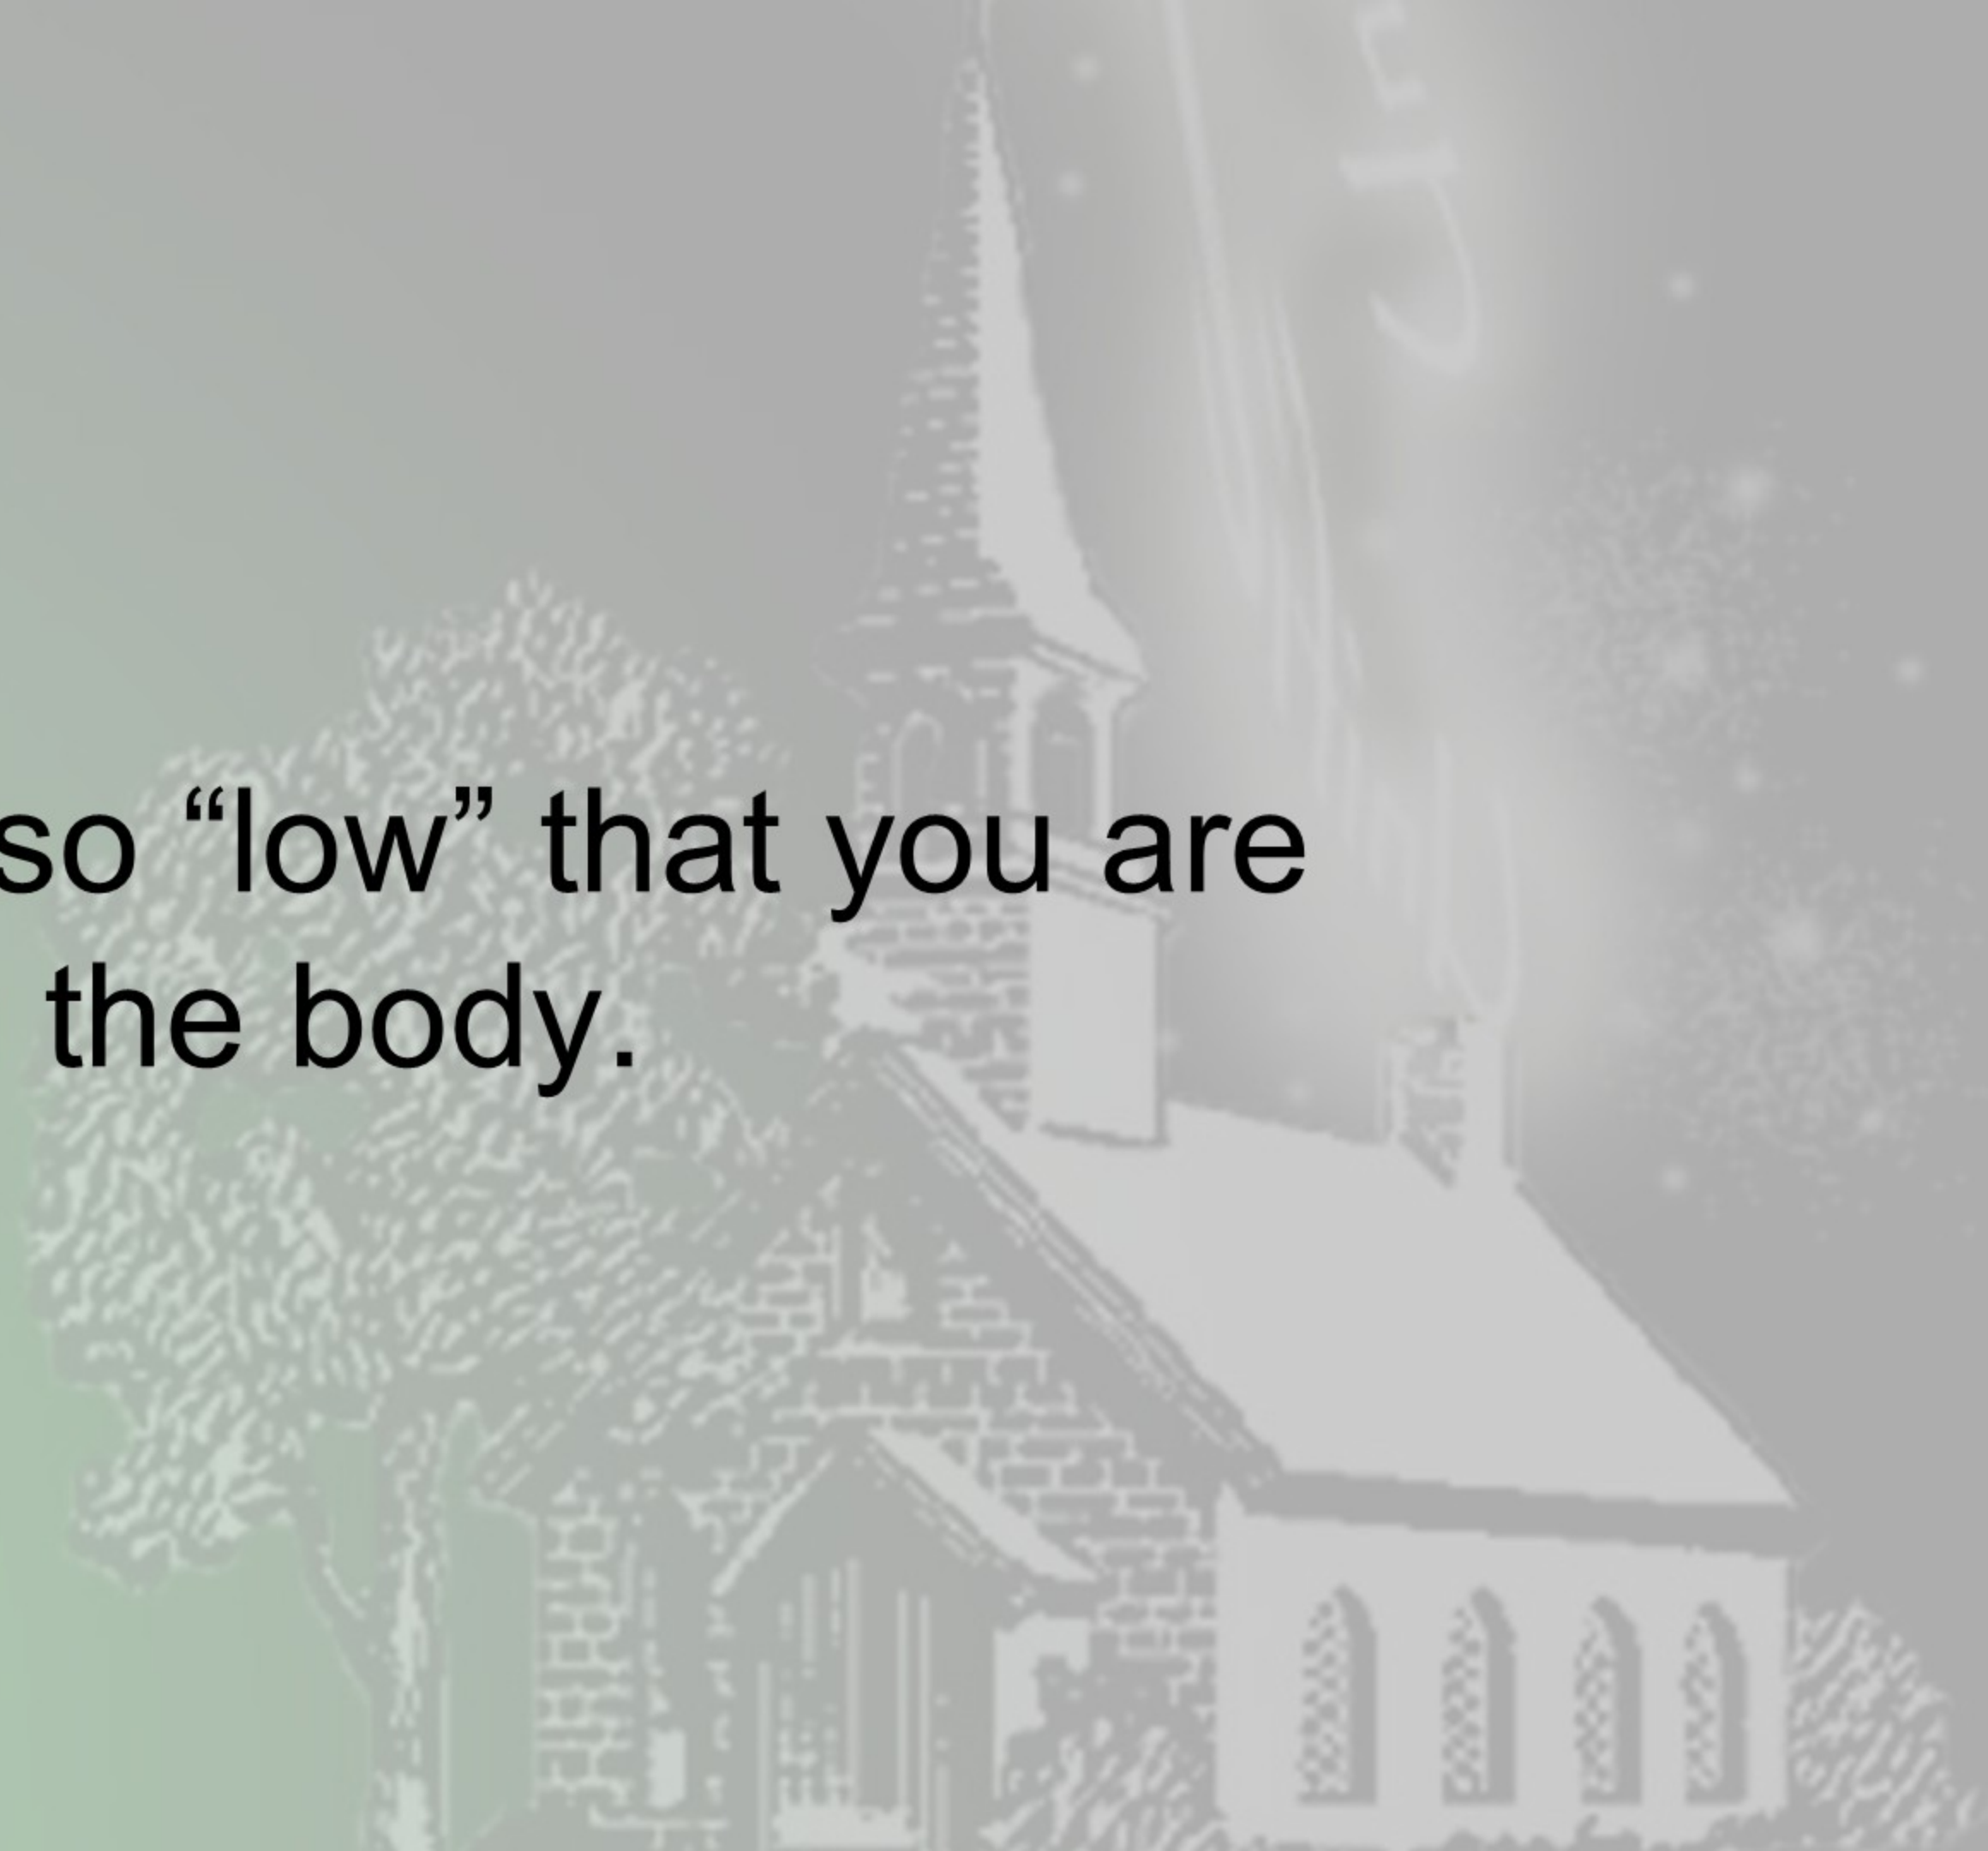 so “low” that you are
the body.